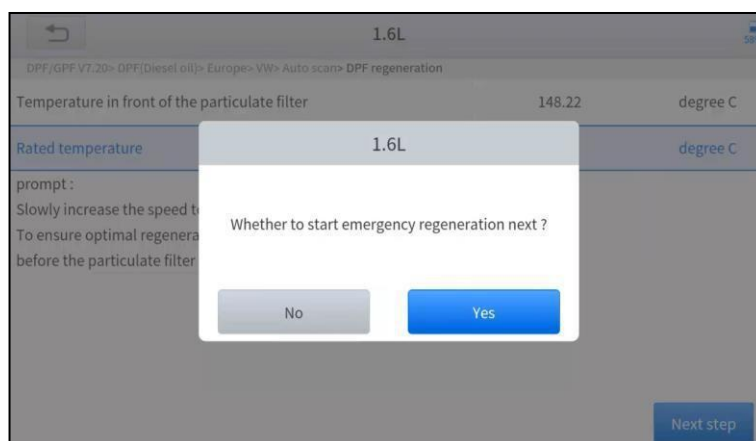 1.6L
DPF/GPF V7.20> DPF(Diesel oil)> Europe> VW> Auto scan> DPF regeneration
Temperature in front of the particulate filter 148.22 degree C
Rated temperature degree C
prompt :
Slowly increase the speed
To ensure optimal
before the particulate filter
1.6L
Whether to start emergency regeneration next ?
No Yes
Next step